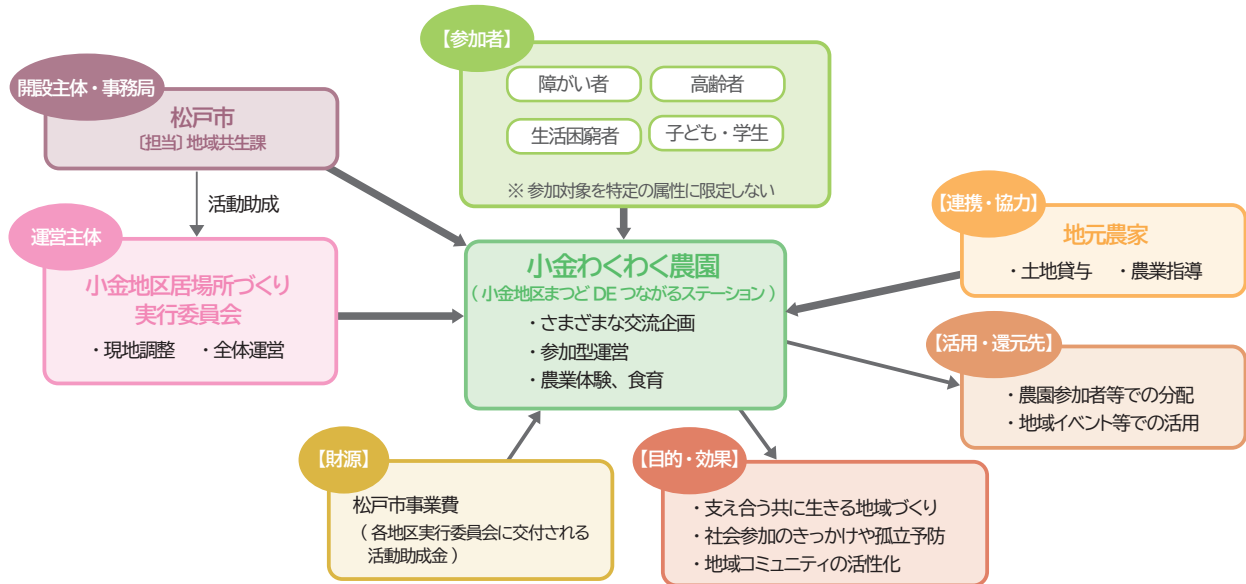 【参加者】
障がい者
高齢者
生活困窮者
子ども・学生
※ 参加対象を特定の属性に限定しない
開設主体・事務局
松戸市
〔担当〕地域共生課
活動助成
運営主体
小金地区居場所づくり
実行委員会
・現地調整 ・全体運営
小金わくわく農園
（ 小金地区まつど DE つながるステーション ）
・さまざまな交流企画
・参加型運営
・農業体験、食育
【連携・協力】
地元農家
・土地貸与 ・農業指導
【活用・還元先】
・農園参加者等での分配
・地域イベント等での活用
【財源】
松戸市事業費
（ 各地区実行委員会に交付される
活動助成金 ）
【目的・効果】
・支え合う共に生きる地域づくり
・社会参加のきっかけや孤立予防
・地域コミュニティの活性化